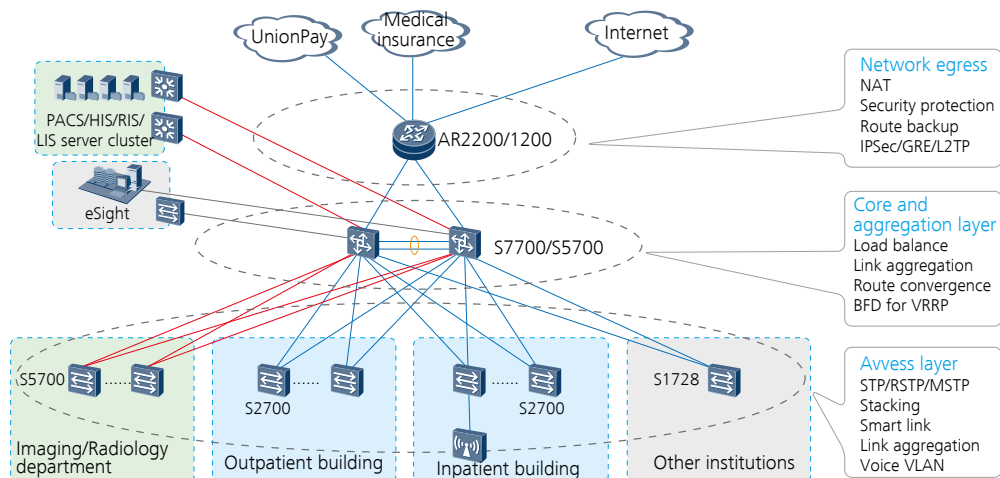 UnionPay
Medical
insurance
Internet
Network egress
NAT
Security protection
Route backup
IPSec/GRE/L2TP
PACS/HIS/RIS/
LIS server cluster
AR2200/1200
eSight
S7700/S5700
Core and
aggregation layer
Load balance
Link aggregation
Route convergence
BFD for VRRP
S5700
......
......
S2700
......
S2700
S1728
Avvess layer
STP/RSTP/MSTP
Stacking
Smart link
Link aggregation
Voice VLAN
Imaging/Radiology
department
Outpatient building
Inpatient building
Other institutions